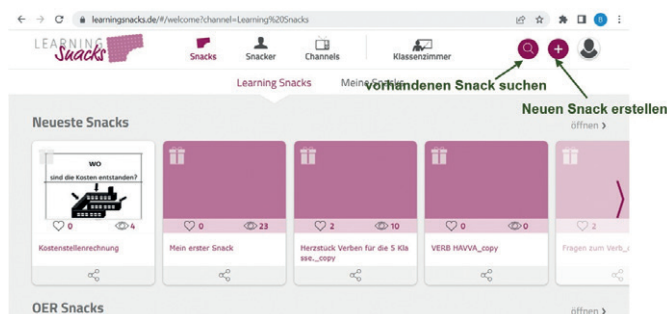 learningsnacks.de/#/welcome?channel=Learning%20Snacks
LEARNING
Snacks
Snacks
Snacker
Channels
Klassenzimmer
Learning Snacks
Meine Snacks
vorhandenen Snack suchen
Neuen Snack erstellen
Neueste Snacks
öffnen
WO
sind die Kosten entstanden?
0
4
Kostenstellenrechnung
0
23
Mein erster Snack
2
10
Herzstück Verben für die 5 Kla
sse,_copy
0
0
VERB HAVVA_copy
2
Fragen zum Verb_
OER Snacks
öffnen